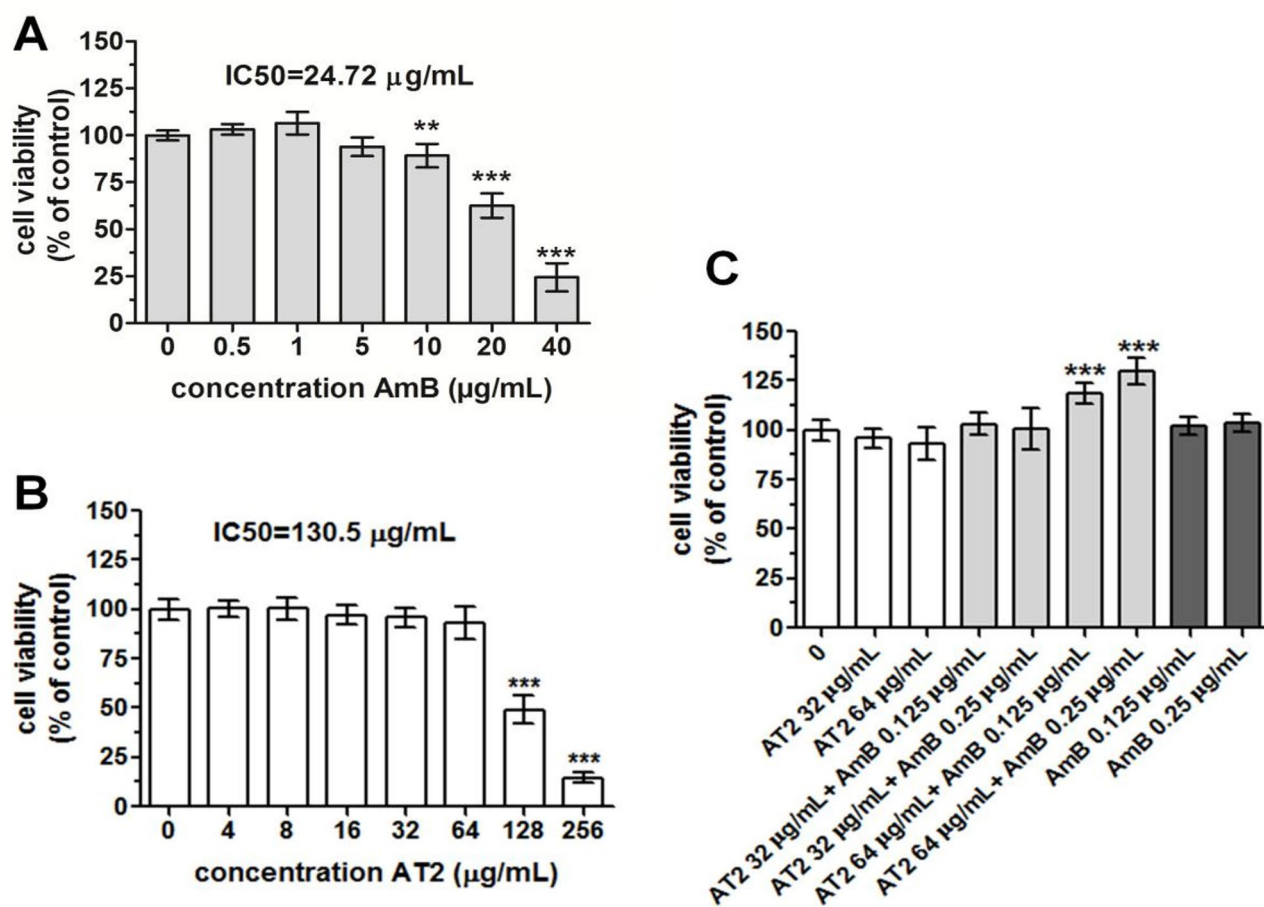 A
150
125
100
75
50
25
0
cell viability
(% of control)
IC50=24.72 µg/mL
**
***
***
0 0.5 1 5 10 20 40
concentration AmB (µg/mL)
B
150
125
100
75
50
25
0
cell viability
(% of control)
IC50=130.5 µg/mL
***
***
0 4 8 16 32 64 128 256
concentration AT2 (µg/mL)
C
150
125
100
75
50
25
0
cell viability
(% of control)
***
***
0
AT2 32 µg/mL
AT2 64 µg/mL
AT2 32 µg/mL+ AmB 0.125 µg/mL
AT2 32 µg/mL+ AmB 0.25 µg/mL
AT2 64 µg/mL+ AmB 0.125 µg/mL
AT2 64 µg/mL+ AmB 0.25 µg/mL
AmB 0.125 µg/mL
AmB 0.25 µg/mL